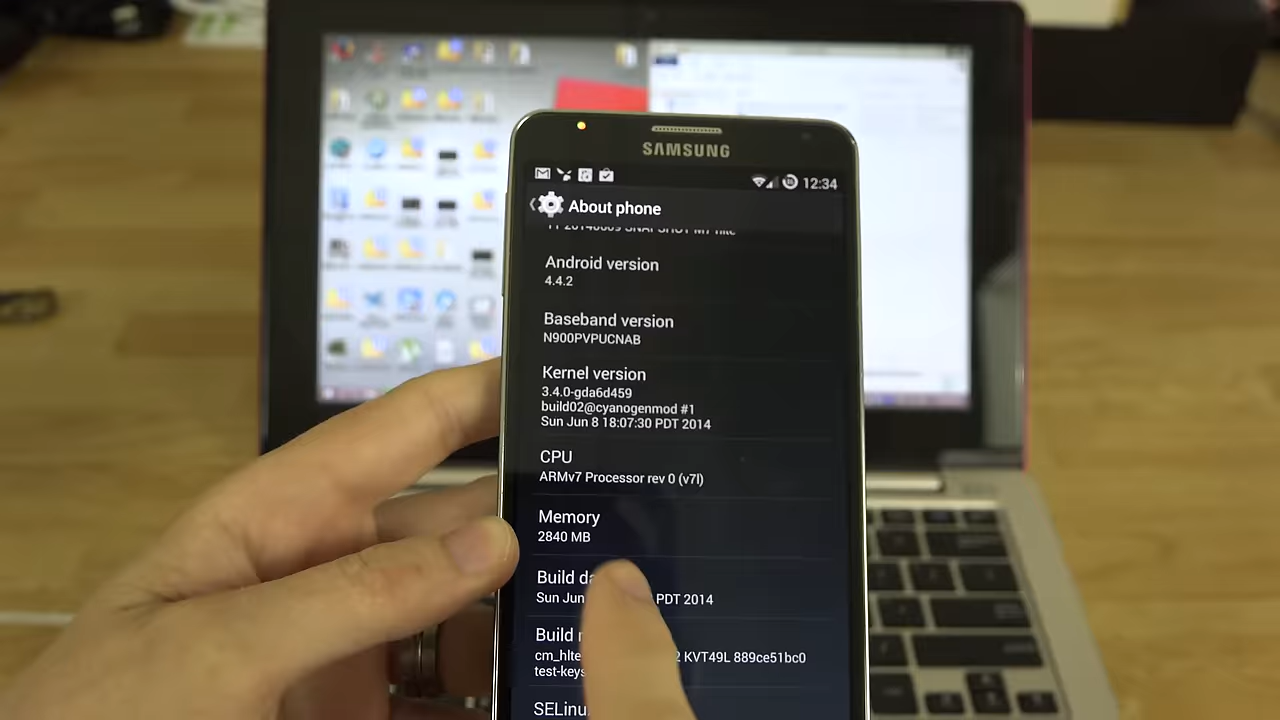 SAMSUNG
12:34
About phone
Android version
4.4.2
Baseband version
N900PVPUCNAB
Kernel version
3.4.0-gda6d459
build02@cyanogenmod #1
Sun Jun 8 18:07:30 PDT 2014
CPU
ARMv7 Processor rev 0 (v7l)
Memory
2840 MB
Build
Sun Jun PDT 2014
Build
cm_hlte KVT49L 889ce51bc0
test-keys